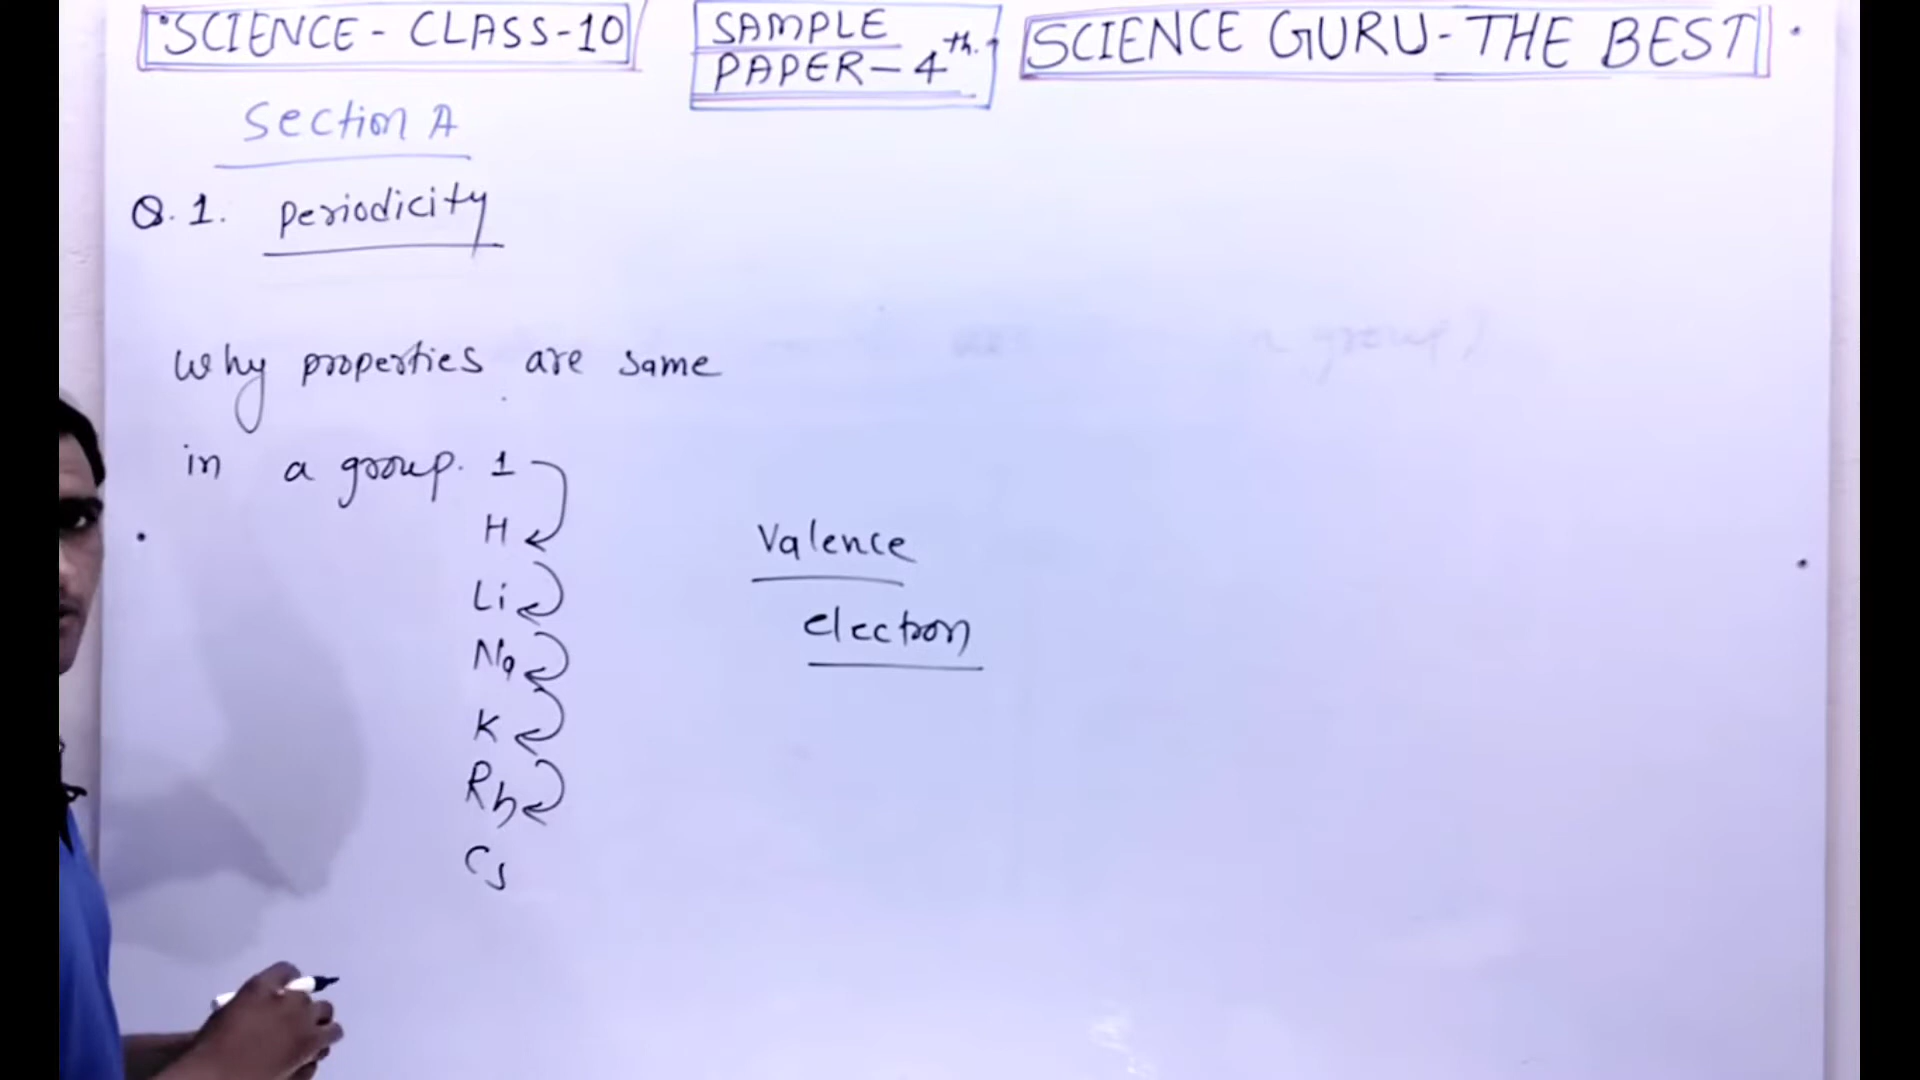 SCIENCE - CLASS-10
SAMPLE
PAPER - 4th.
SCIENCE GURU - THE BEST
Section A
Q. 1. Periodicity
Why properties are same
in a group. 1
H
Li
Na
K
Rb
Cs
Valence
electron
group?